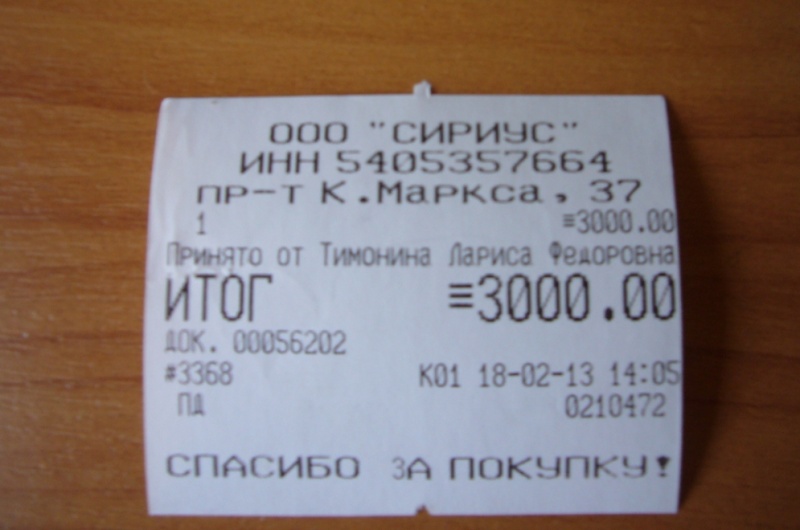 ООО "СИРИУС"
ИНН 5405357664
пр-т К.Маркса, 37
1 ≡3000.00
Принято от Тимонина Лариса Федоровна
ИТОГ ≡3000.00
ДОК. 00056202
#3368 К01 18-02-13 14:05
ПД 0210472
СПАСИБО ЗА ПОКУПКУ!